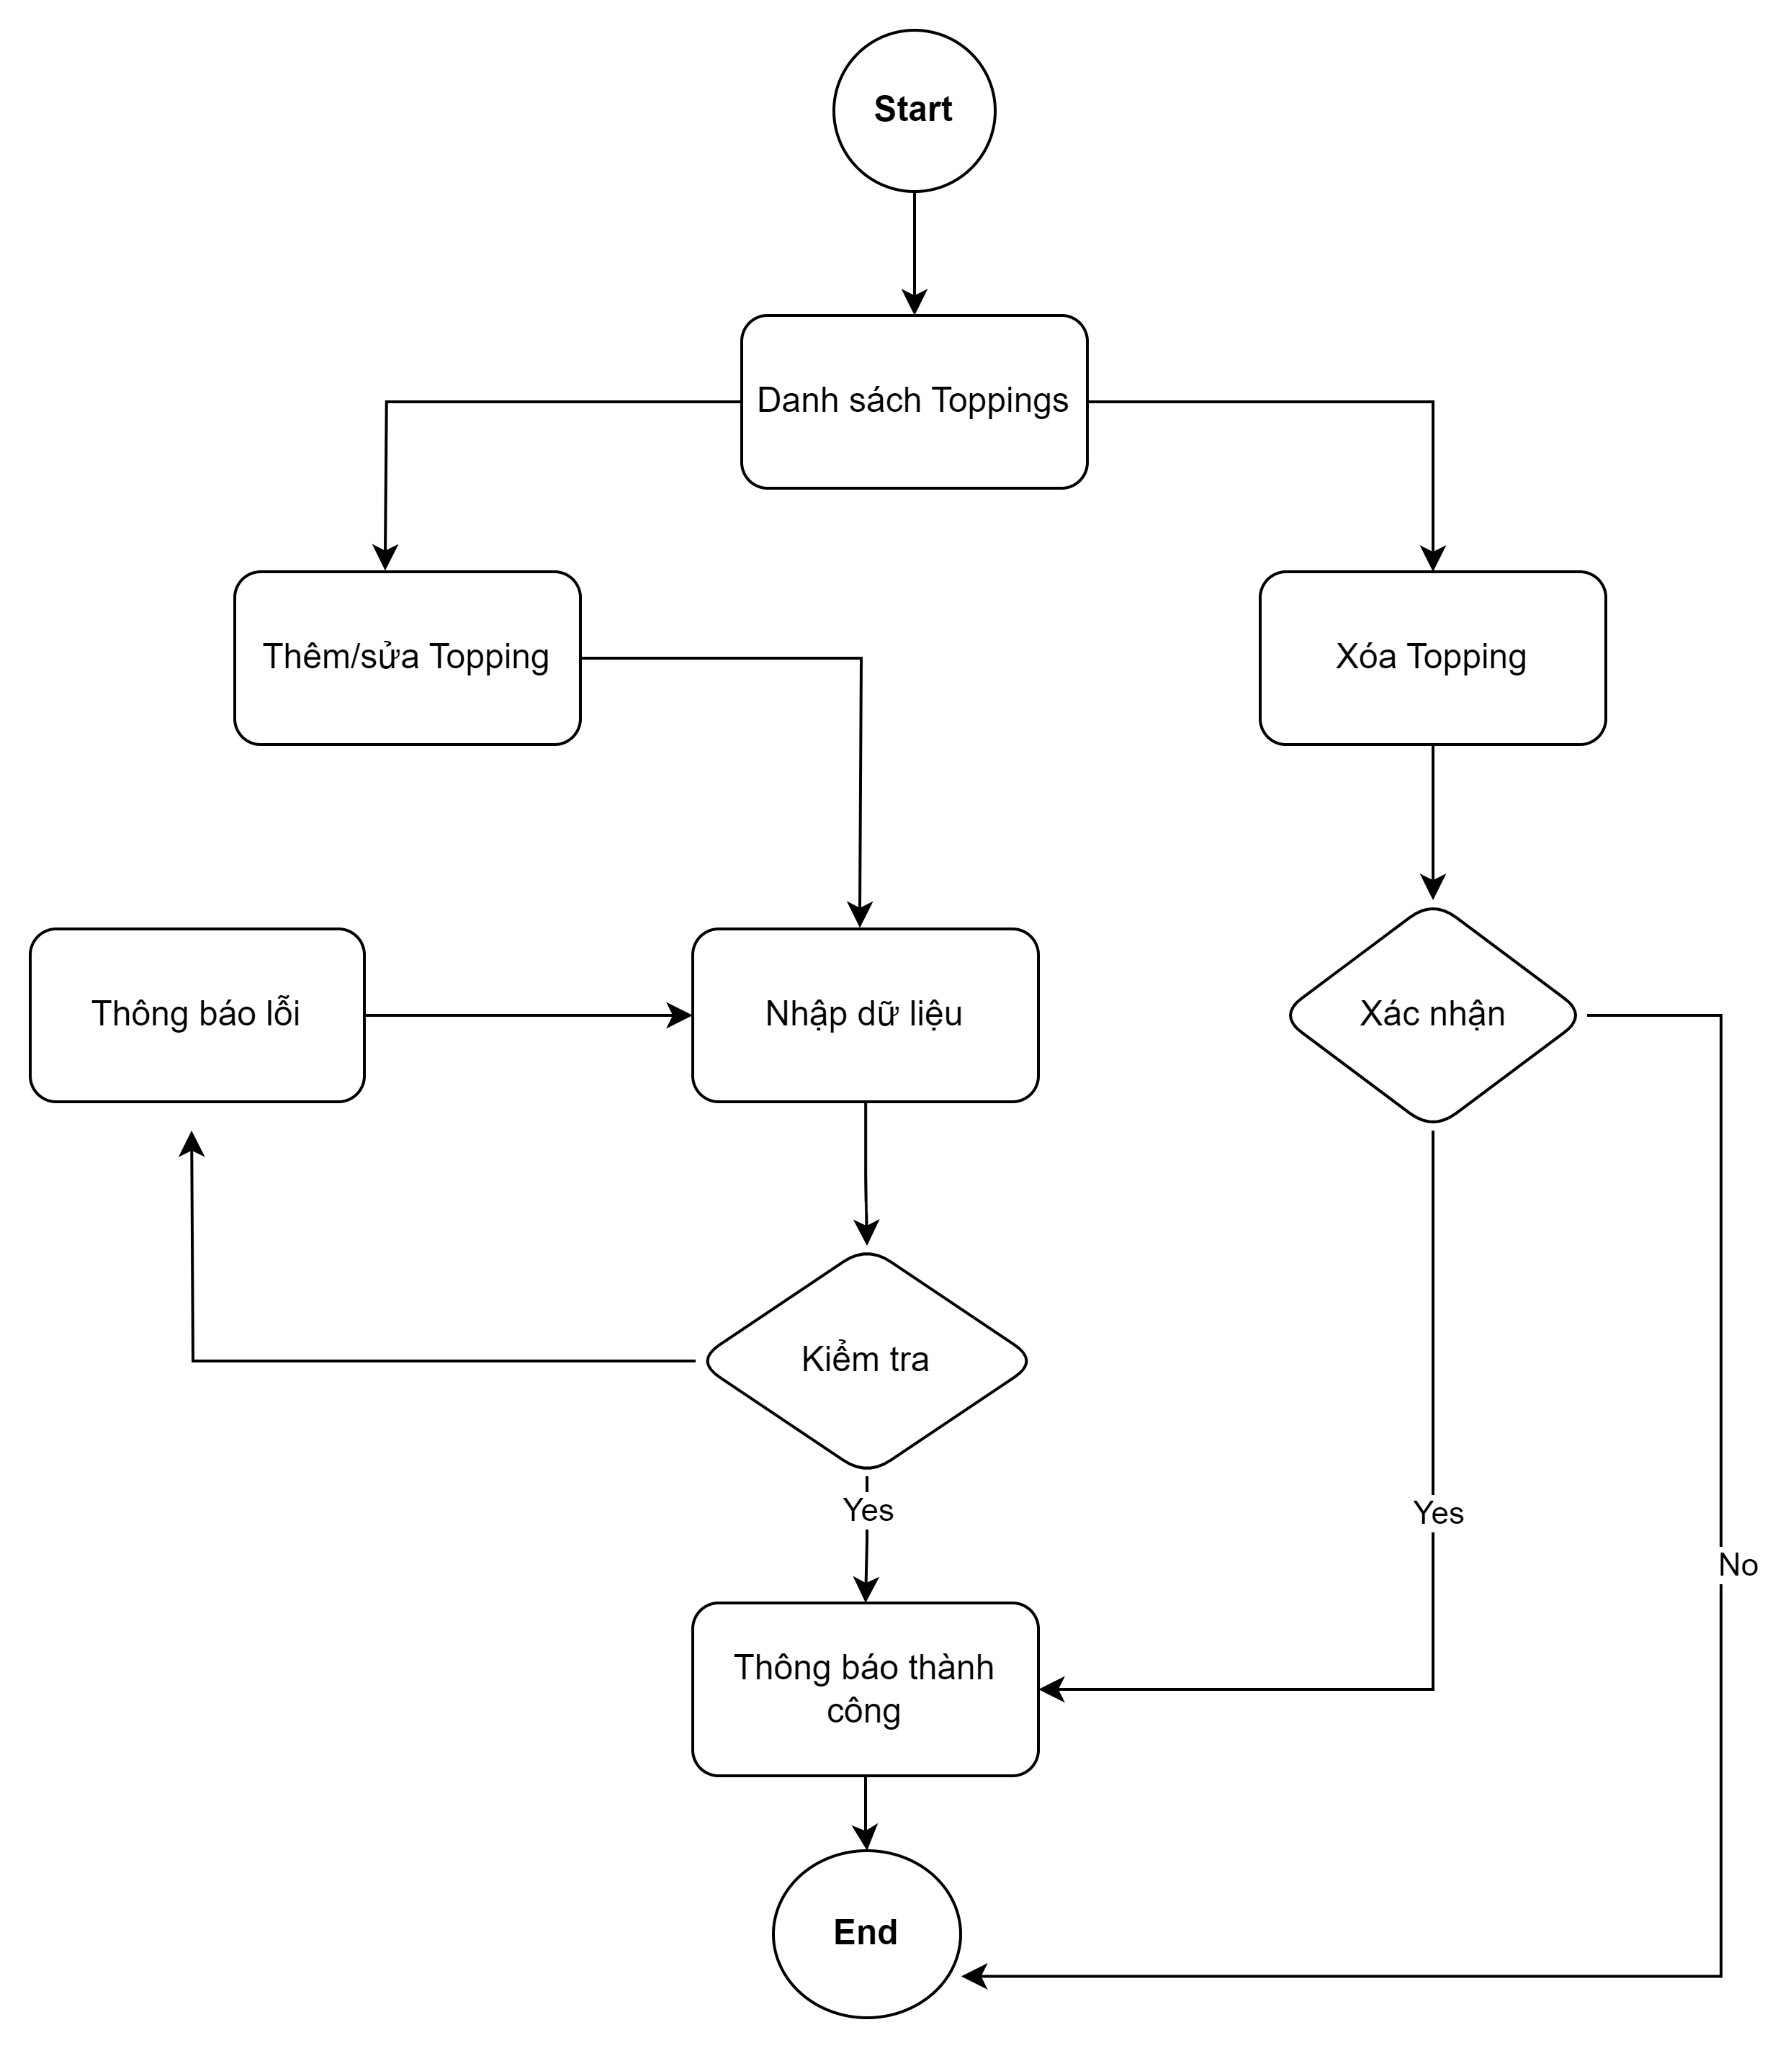 Start
Danh sách Toppings
Thêm/sửa Topping
Xóa Topping
Thông báo lỗi
Nhập dữ liệu
Xác nhận
Kiểm tra
Yes
Yes
No
Thông báo thành
công
End